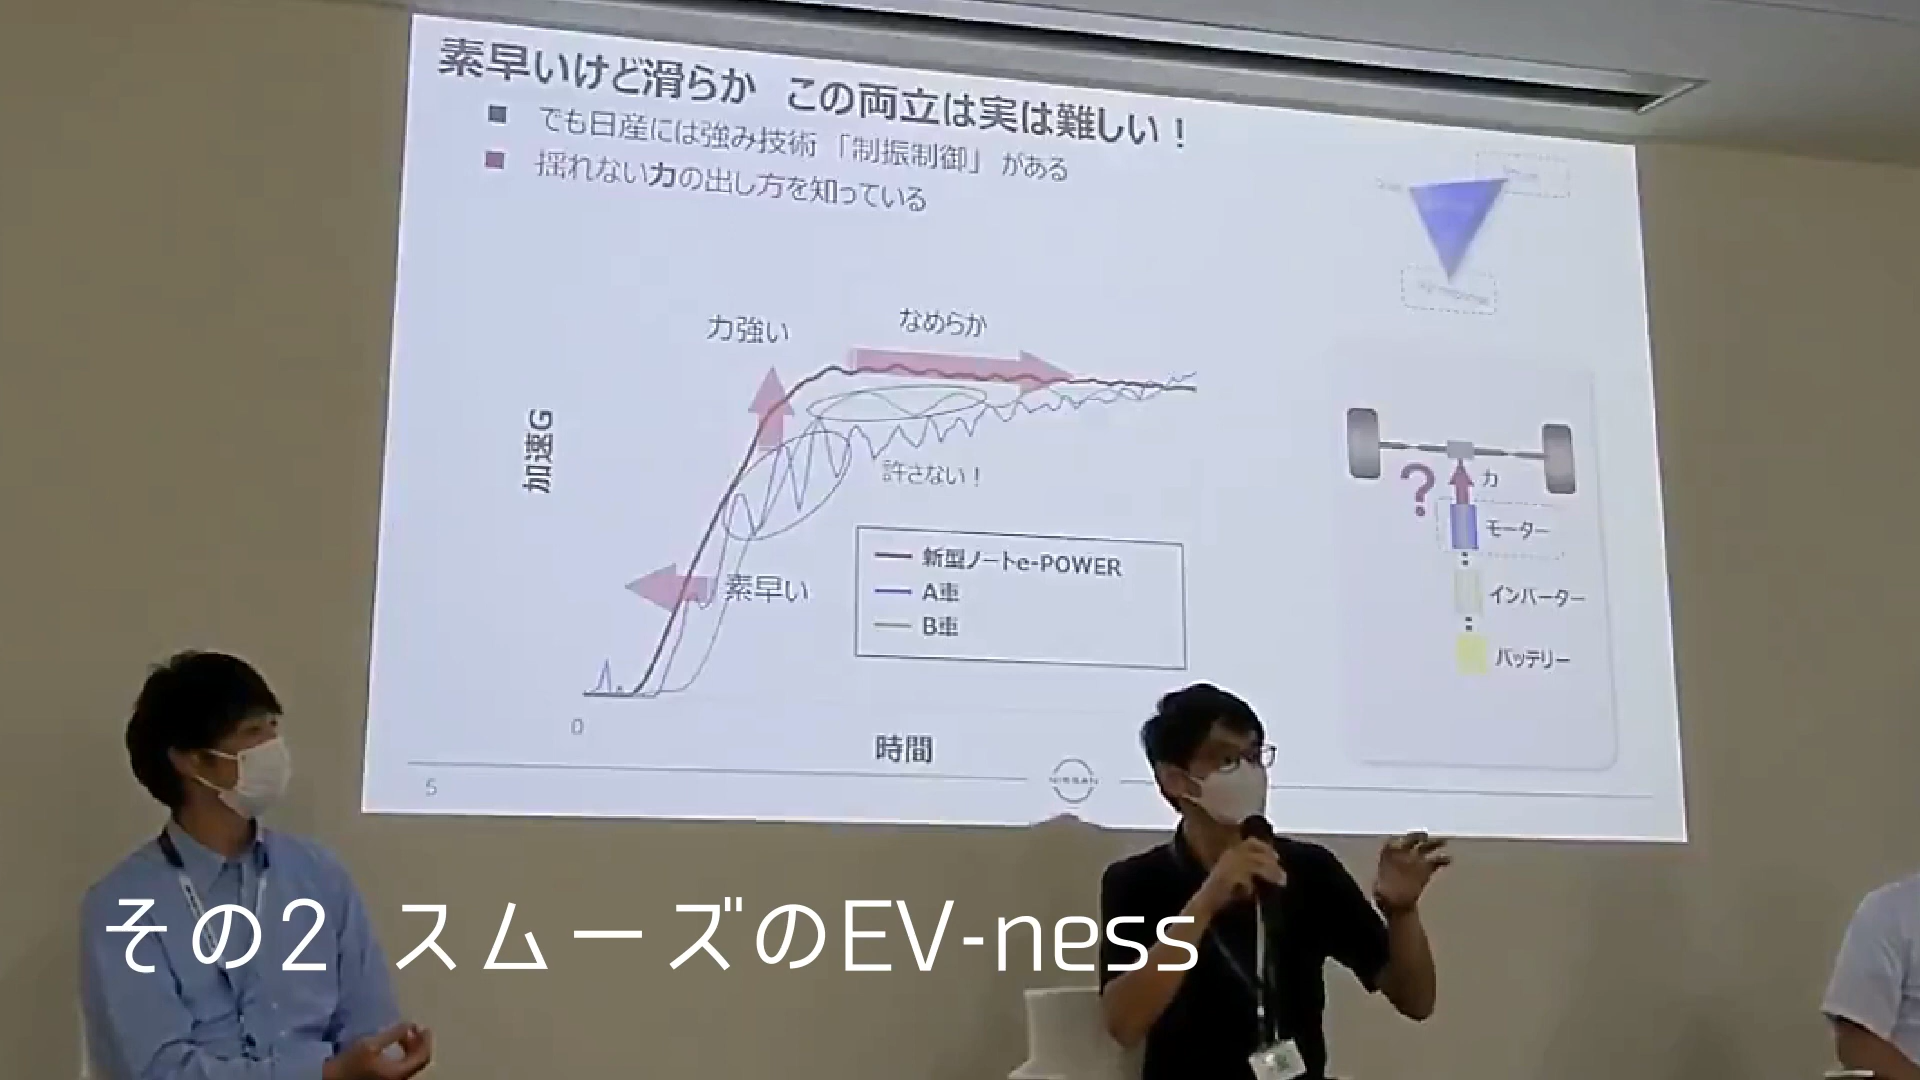 素早いけど滑らか この両立は実は難しい！
でも日産には強み技術「制振制御」がある
揺れない力の出し方を知っている
力強い
なめらか
加速G
許さない！
素早い
新型ノートe-POWER
A車
B車
0
時間
力
?
モーター
インバーター
バッテリー
5
NISSAN
その2 スムーズのEV-ness